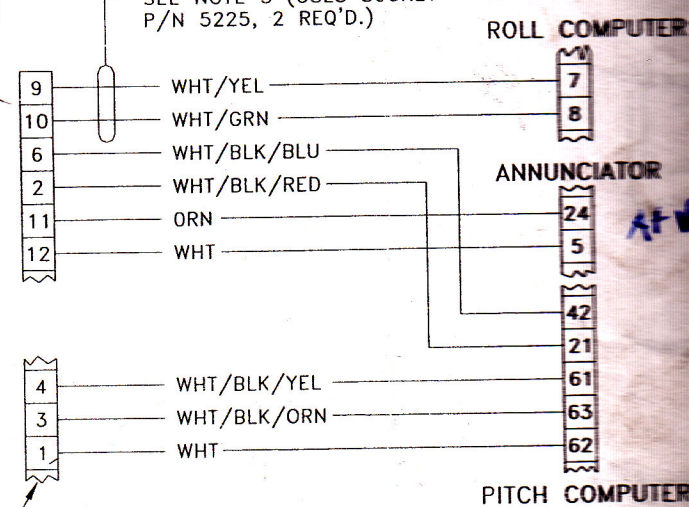 P/N 5225, 2 REQ'D.)
ROLL COMPUTER
9 WHT/YEL 7
10 WHT/GRN 8
6 WHT/BLK/BLU
ANNUNCIATOR
2 WHT/BLK/RED
11 ORN 24
12 WHT 5
42
21
4 WHT/BLK/YEL 61
3 WHT/BLK/ORN 63
1 WHT 62
PITCH COMPUTER